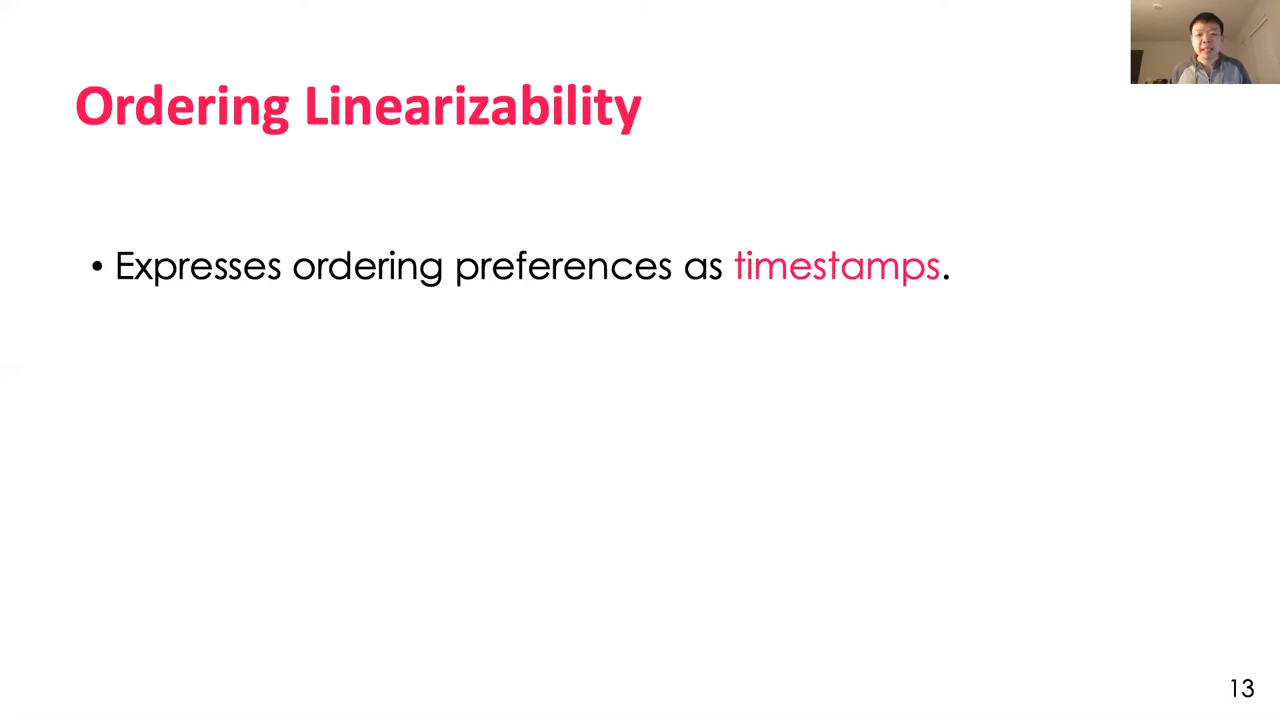 Ordering Linearizability
• Expresses ordering preferences as timestamps.
13